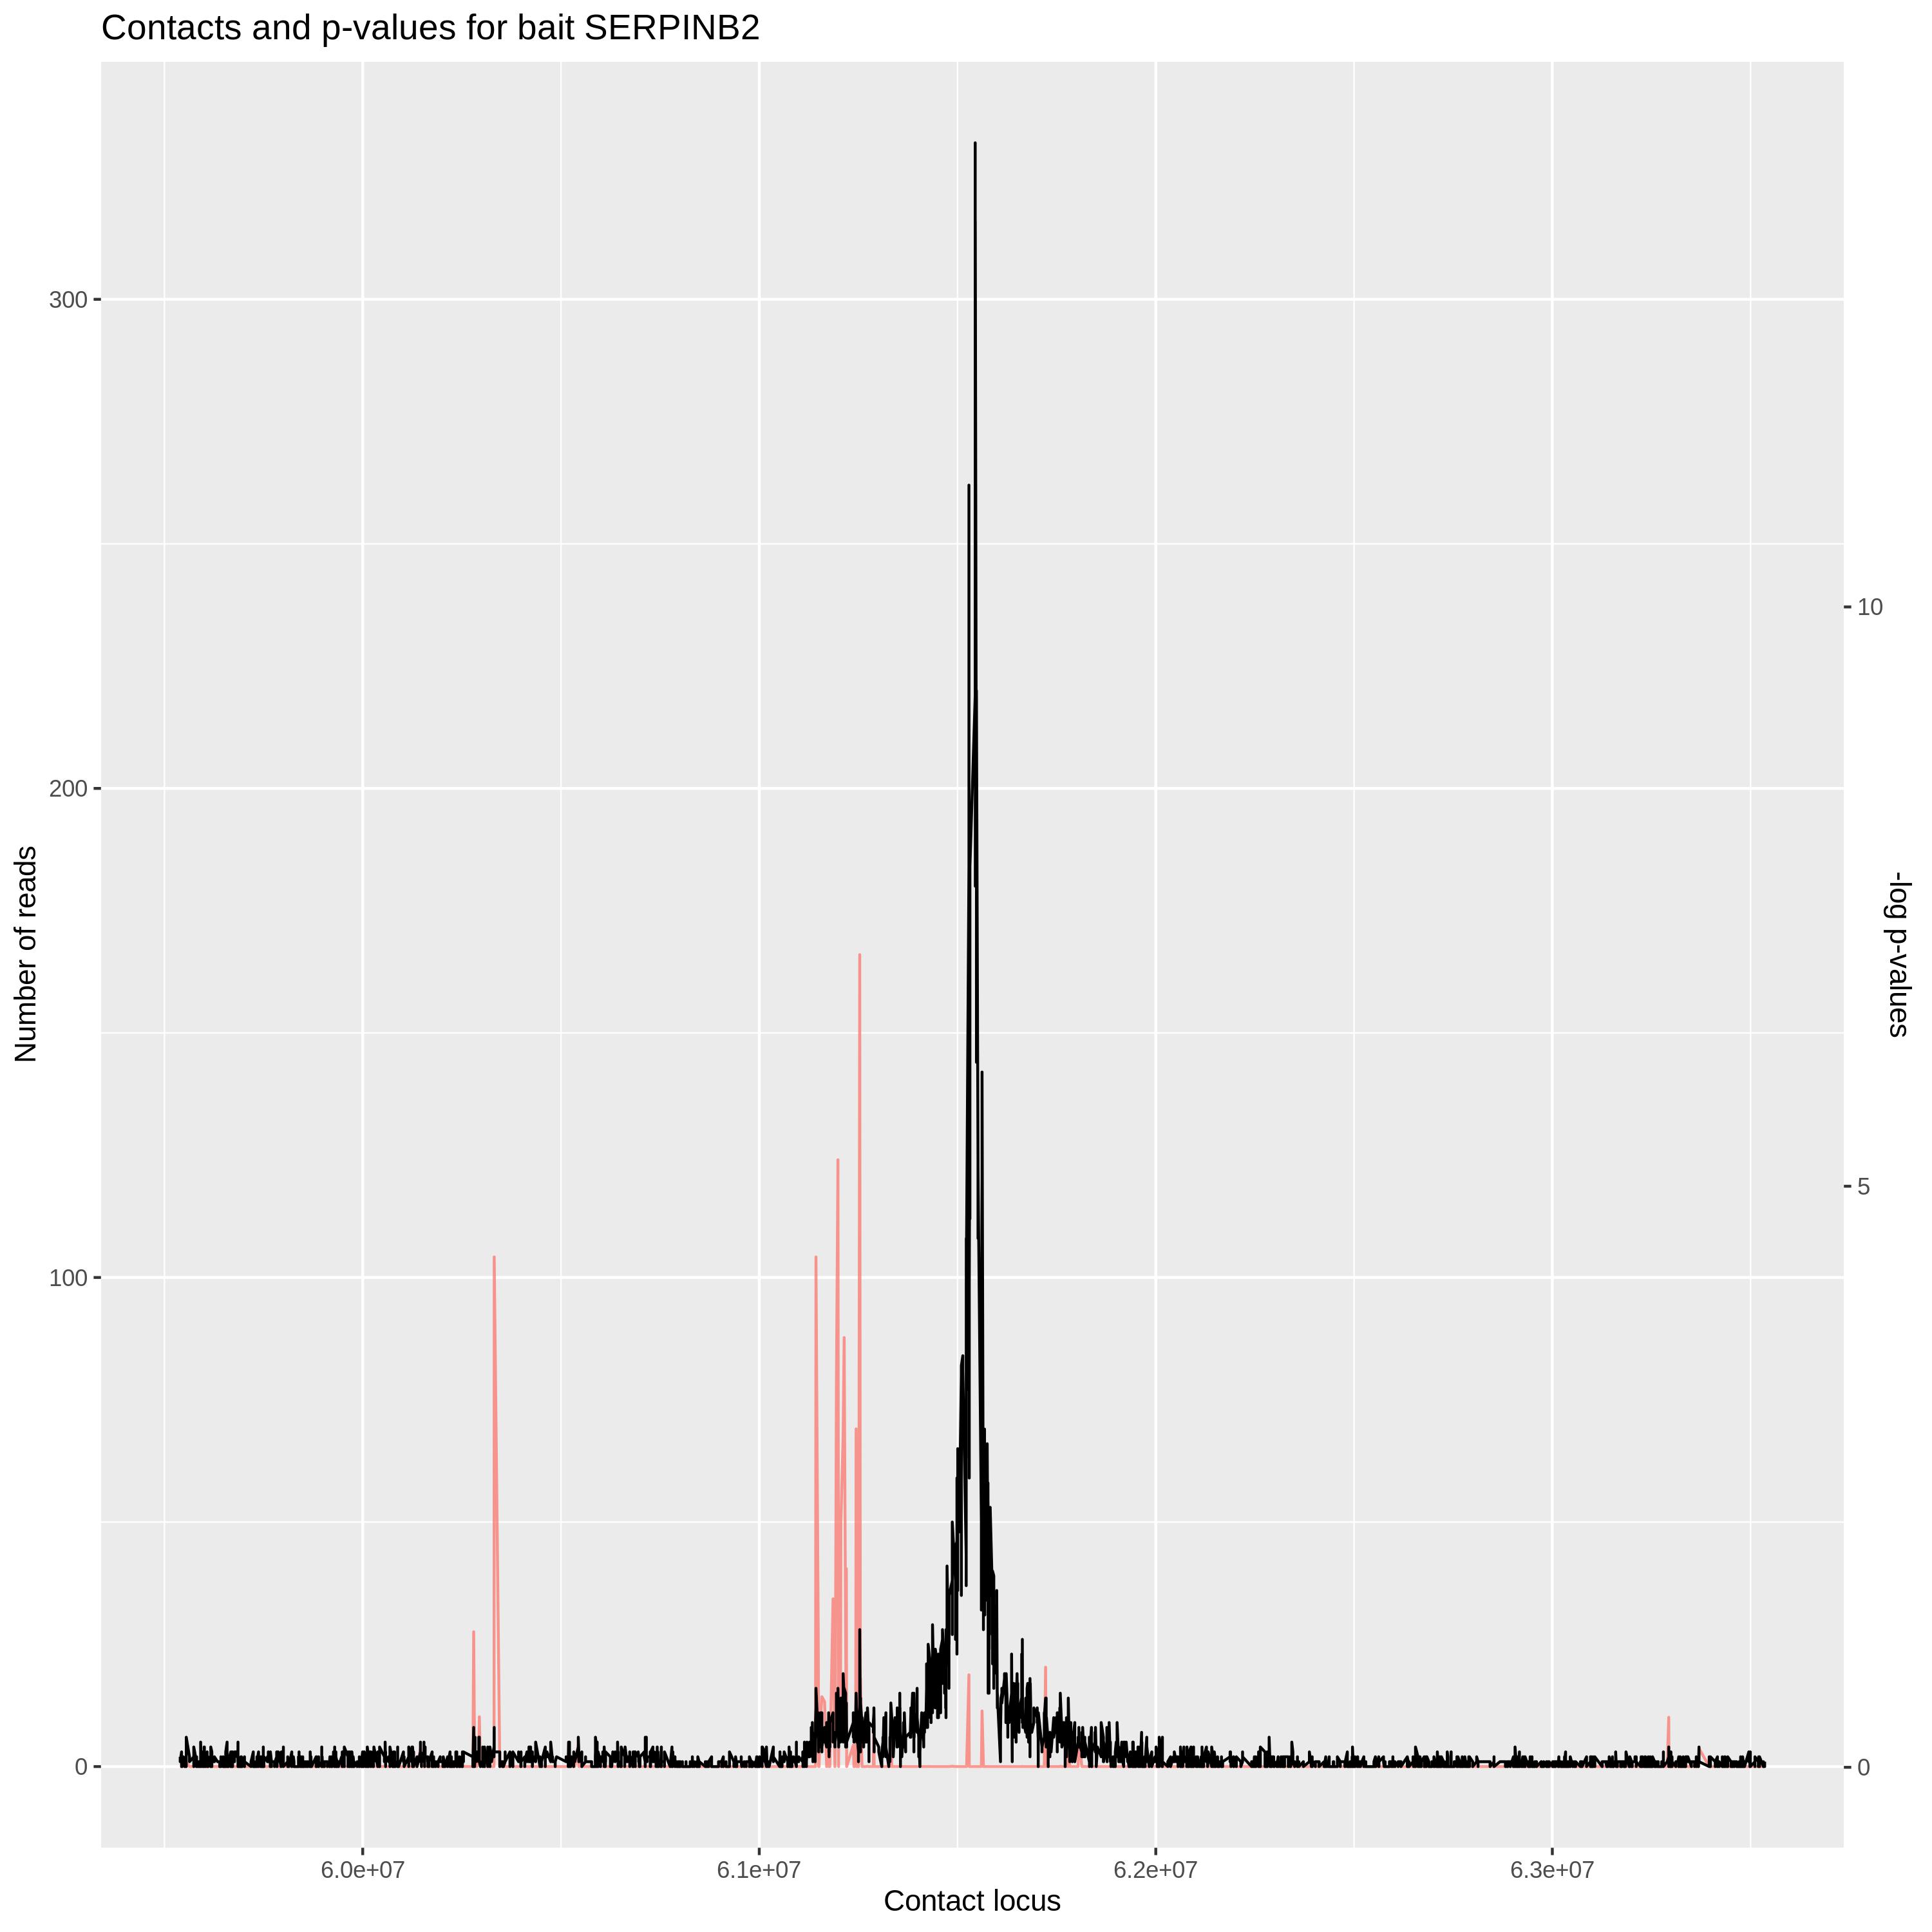 Contacts and p-values for bait SERPINB2
Number of reads
300
200
100
0
-log p-values
10
5
0
6.0e+07
6.1e+07
6.2e+07
6.3e+07
Contact locus